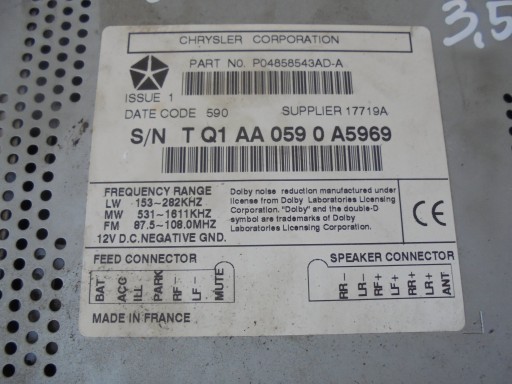 3,5
CHRYSLER CORPORATION
PART NO. P04858543AD-A
ISSUE 1
DATE CODE 590 SUPPLIER 17719A
S/N T Q1 AA 059 0 A5969
FREQUENCY RANGE
LW 153-282KHZ
MW 531-1611KHZ
FM 87.5-108.0MHZ
12V D.C.NEGATIVE GND.
Dolby noise reduction manufactured under
license from Dolby Laboratories Licensing
Corporation. "Dolby" and the double-D
symbol are trademarks of Dolby
Laboratories Licensing Corporation.
CE
FEED CONNECTOR
BAT
ACG
ILL
PARK
RF-
LF-
MUTE
SPEAKER CONNECTOR
RR-
LR-
RF+
LF+
RR+
LR+
ANT
MADE IN FRANCE